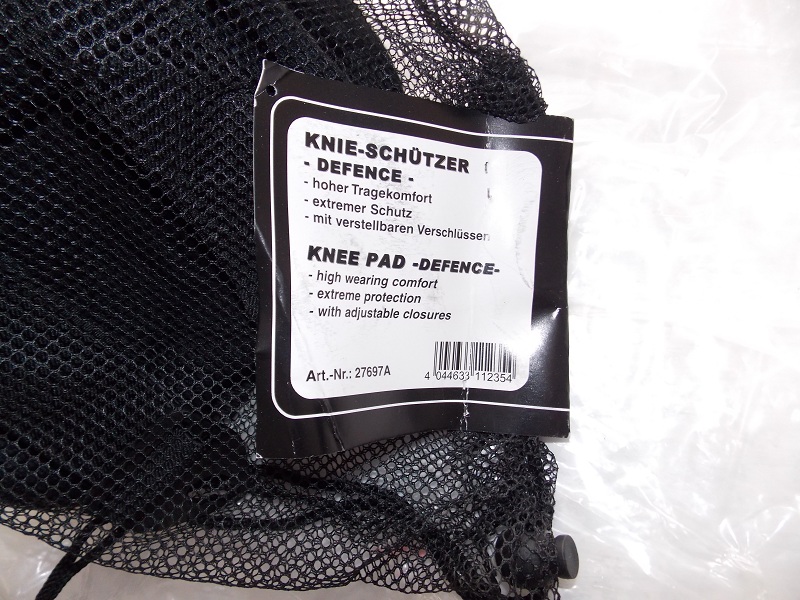 KNIE-SCHÜTZER
- DEFENCE -
- hoher Tragekomfort
- extremer Schutz
- mit verstellbaren Verschlüssen
KNEE PAD -DEFENCE-
- high wearing comfort
- extreme protection
- with adjustable closures
Art.-Nr.: 27697A
4 044633 112354